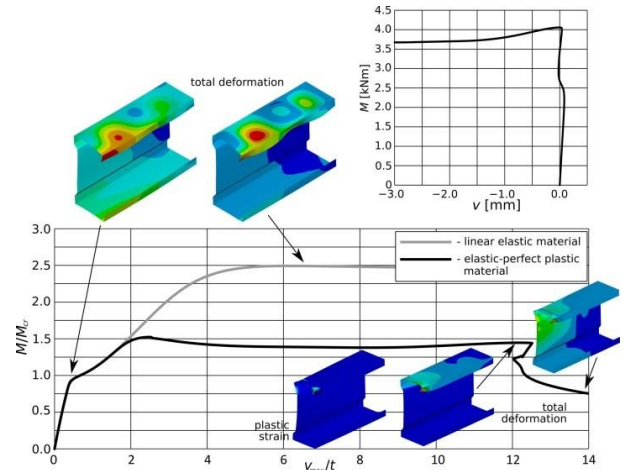 total deformation
4.5
4.0
3.5
3.0
2.5
2.0
1.5
1.0
0.5
0
M [kNm]
−3.0 −2.0 −1.0 0.0
v [mm]
3.0
2.5
2.0
1.5
1.0
0.5
0.0
M/Mcr
- linear elastic material
- elastic-perfect plastic
material
plastic
strain
total
deformation
0 2 4 6 8 10 12 14
/t